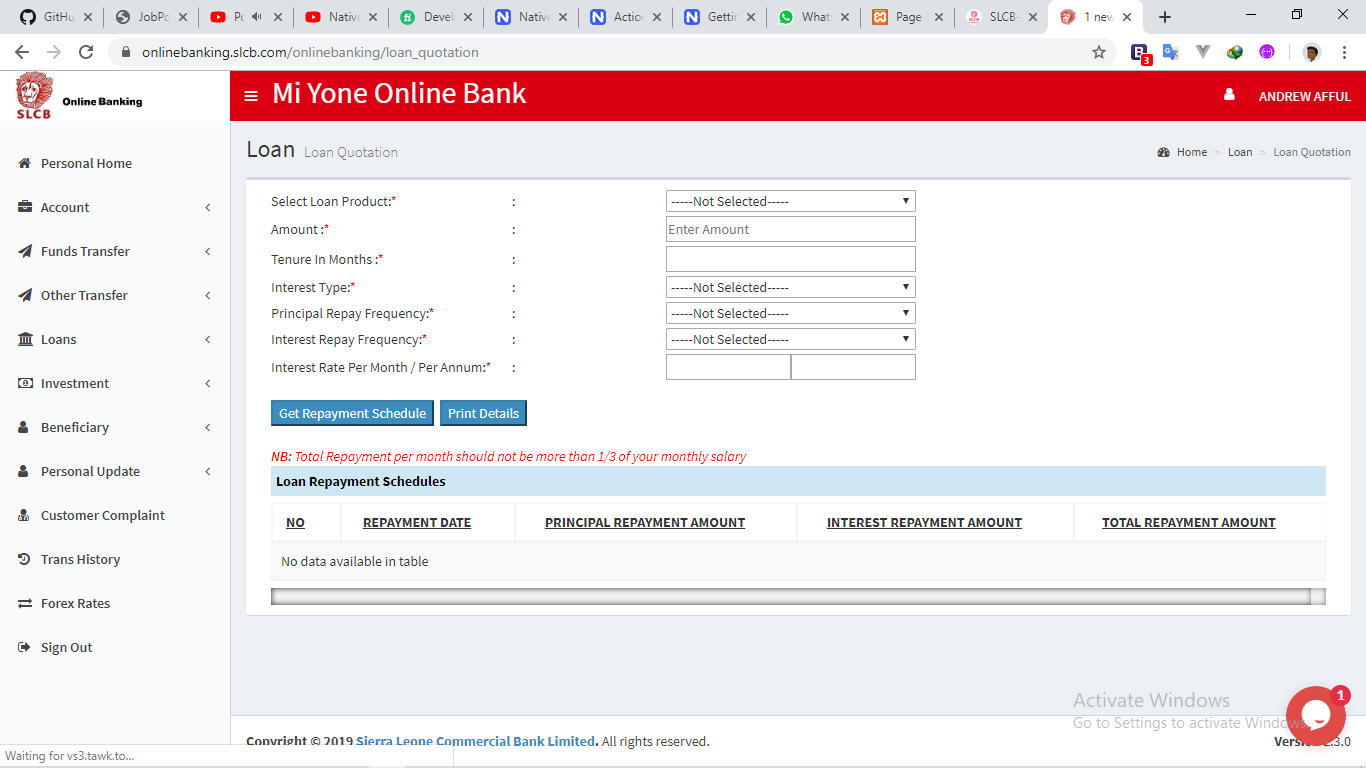 GitHu
JobPo
Po
Native
Devel
Native
Action
Gettin
What
Page
SLCB-
1 new
onlinebanking.slcb.com/onlinebanking/loan_quotation
3
SLCB
Online Banking
Mi Yone Online Bank
ANDREW AFFUL
Personal Home
Account
Funds Transfer
Other Transfer
Loans
Investment
Beneficiary
Personal Update
Customer Complaint
Trans History
Forex Rates
Sign Out
Loan Loan Quotation
Home > Loan > Loan Quotation
Select Loan Product:* : -----Not Selected-----
Amount :* : Enter Amount
Tenure In Months :* :
Interest Type:* : -----Not Selected-----
Principal Repay Frequency:* : -----Not Selected-----
Interest Repay Frequency:* : -----Not Selected-----
Interest Rate Per Month / Per Annum:* :
Get Repayment Schedule Print Details
NB: Total Repayment per month should not be more than 1/3 of your monthly salary
Loan Repayment Schedules
NO REPAYMENT DATE PRINCIPAL REPAYMENT AMOUNT INTEREST REPAYMENT AMOUNT TOTAL REPAYMENT AMOUNT
No data available in table
1
Activate Windows
Go to Settings to activate Windows.
Copyright © 2019 Sierra Leone Commercial Bank Limited. All rights reserved.
2.3.0
Waiting for vs3.tawk.to...